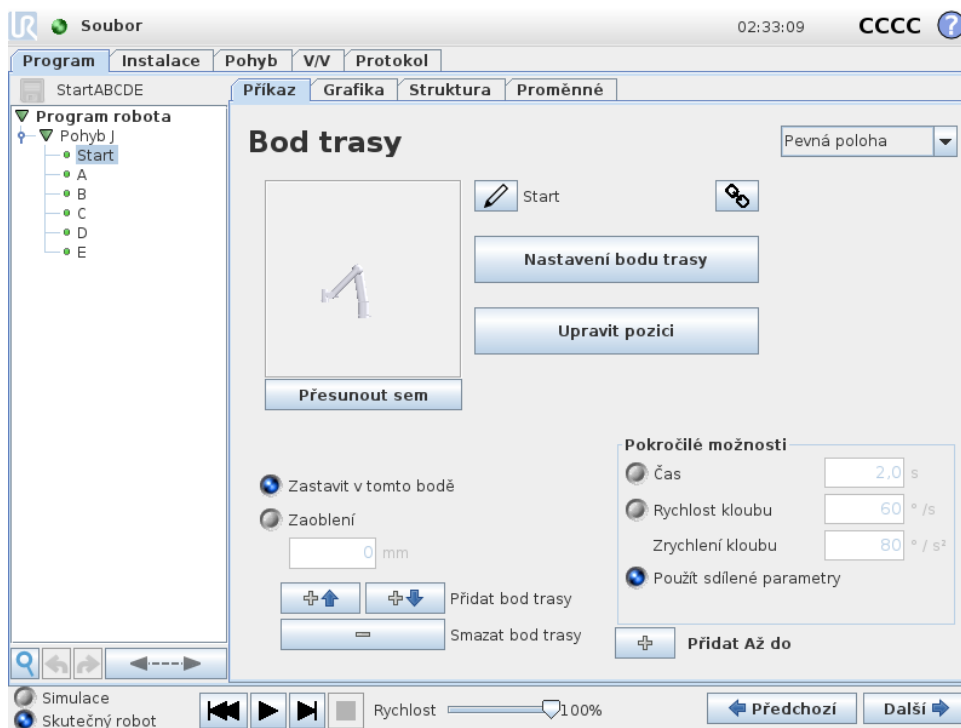 UR Soubor 02:33:09 CCCC ?
Program Instalace Pohyb V/V Protokol
StartABCDE
Příkaz Grafika Struktura Proměnné
Program robota
Pohyb J
Start
A
B
C
D
E
Bod trasy
Pevná poloha
Start
Nastavení bodu trasy
Upravit pozici
Přesunout sem
Zastavit v tomto bodě
Zaoblení
0 mm
Přidat bod trasy
Smazat bod trasy
Pokročilé možnosti
Čas 2,0 s
Rychlost kloubu 60 ° /s
Zrychlení kloubu 80 ° / s²
Použít sdílené parametry
Přidat Až do
Simulace
Skutečný robot
Rychlost 100%
Předchozí Další